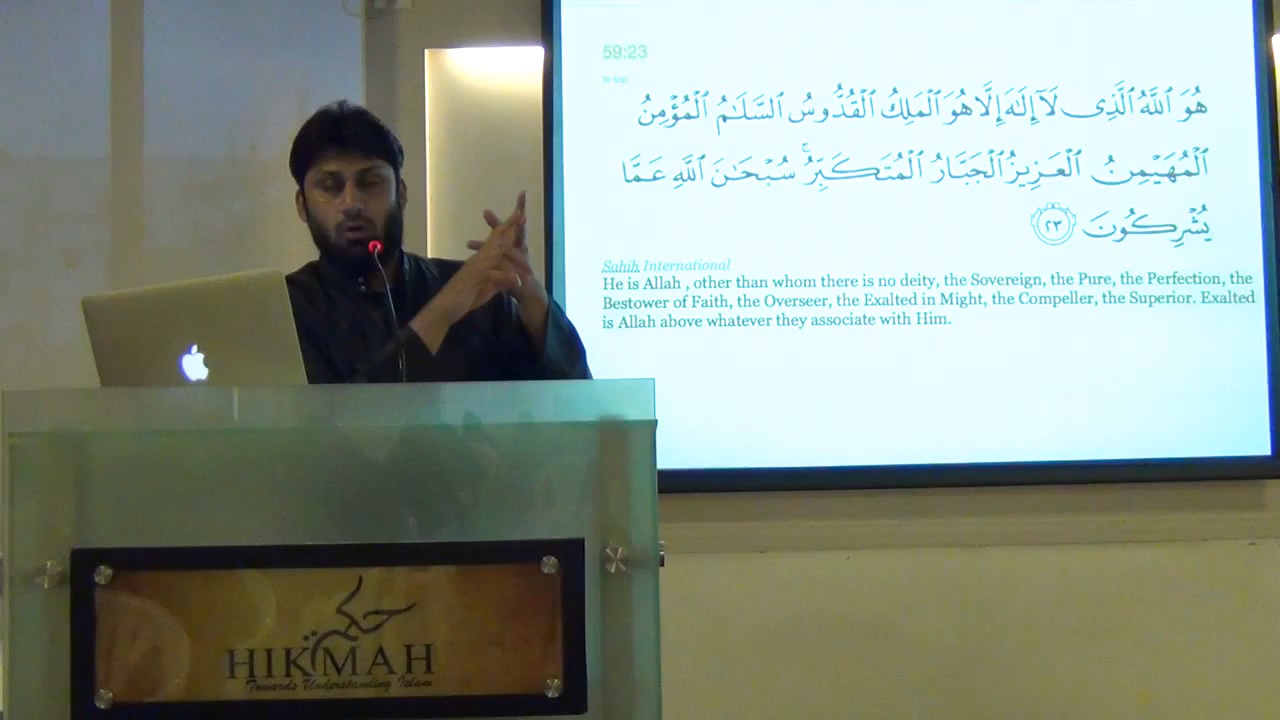 59:23
to top
هُوَ ٱللَّهُ ٱلَّذِى لَآ إِلَـٰهَ إِلَّا هُوَ ٱلْمَلِكُ ٱلْقُدُّوسُ ٱلسَّلَـٰمُ ٱلْمُؤْمِنُ
ٱلْمُهَيْمِنُ ٱلْعَزِيزُ ٱلْجَبَّارُ ٱلْمُتَكَبِّرُ ۚ سُبْحَـٰنَ ٱللَّهِ عَمَّا
يُشْرِكُونَ ٢٣
Sahih International
He is Allah , other than whom there is no deity, the Sovereign, the Pure, the Perfection, the
Bestower of Faith, the Overseer, the Exalted in Might, the Compeller, the Superior. Exalted
is Allah above whatever they associate with Him.
حكمة
HIKMAH
Towards Understanding Islam